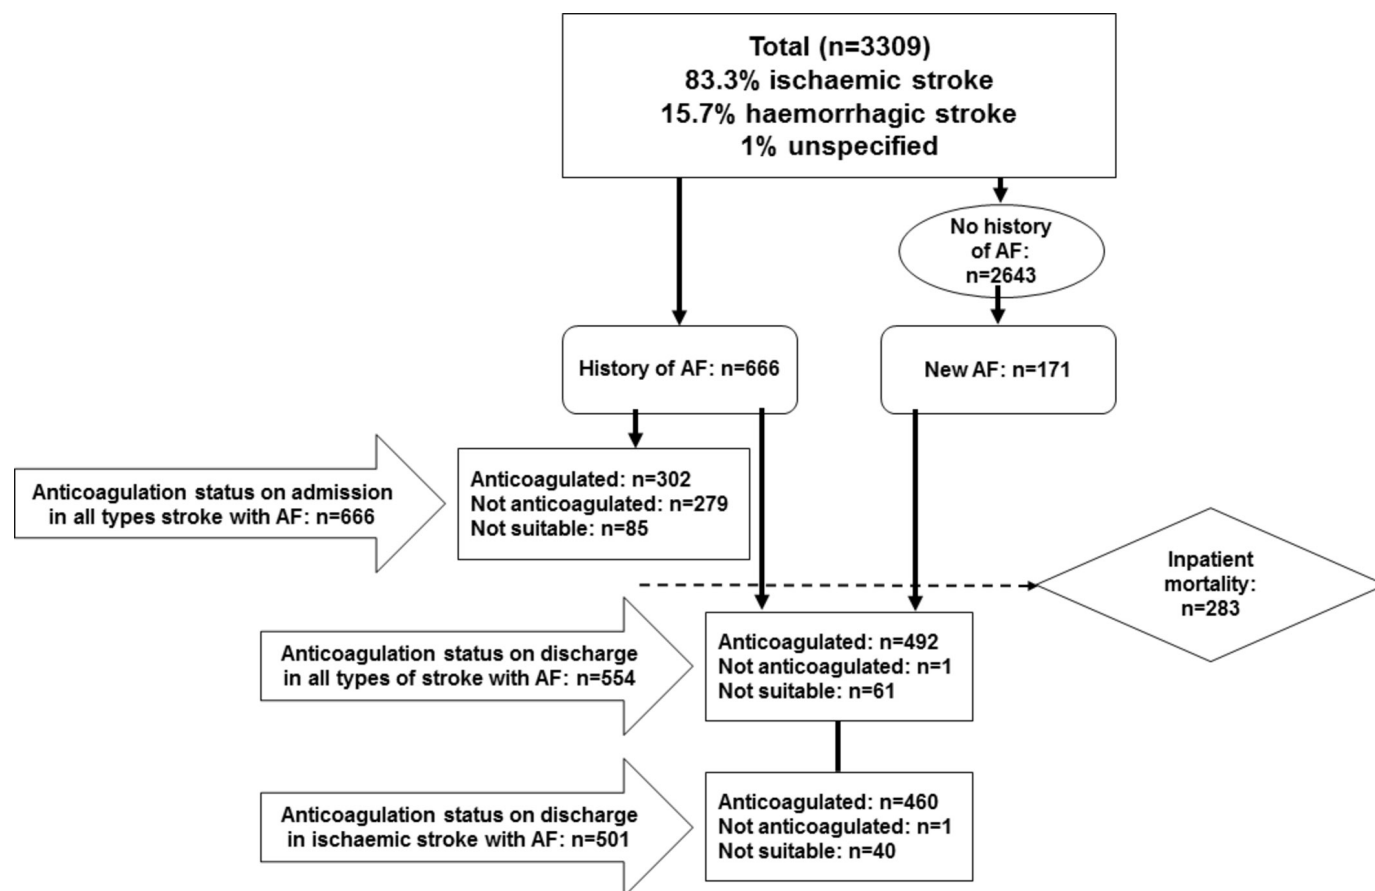 Total (n=3309)
83.3% ischaemic stroke
15.7% haemorrhagic stroke
1% unspecified
No history
of AF:
n=2643
History of AF: n=666
New AF: n=171
Anticoagulation status on admission
in all types stroke with AF: n=666
Anticoagulated: n=302
Not anticoagulated: n=279
Not suitable: n=85
Inpatient
mortality:
n=283
Anticoagulation status on discharge
in all types of stroke with AF: n=554
Anticoagulated: n=492
Not anticoagulated: n=1
Not suitable: n=61
Anticoagulation status on discharge
in ischaemic stroke with AF: n=501
Anticoagulated: n=460
Not anticoagulated: n=1
Not suitable: n=40